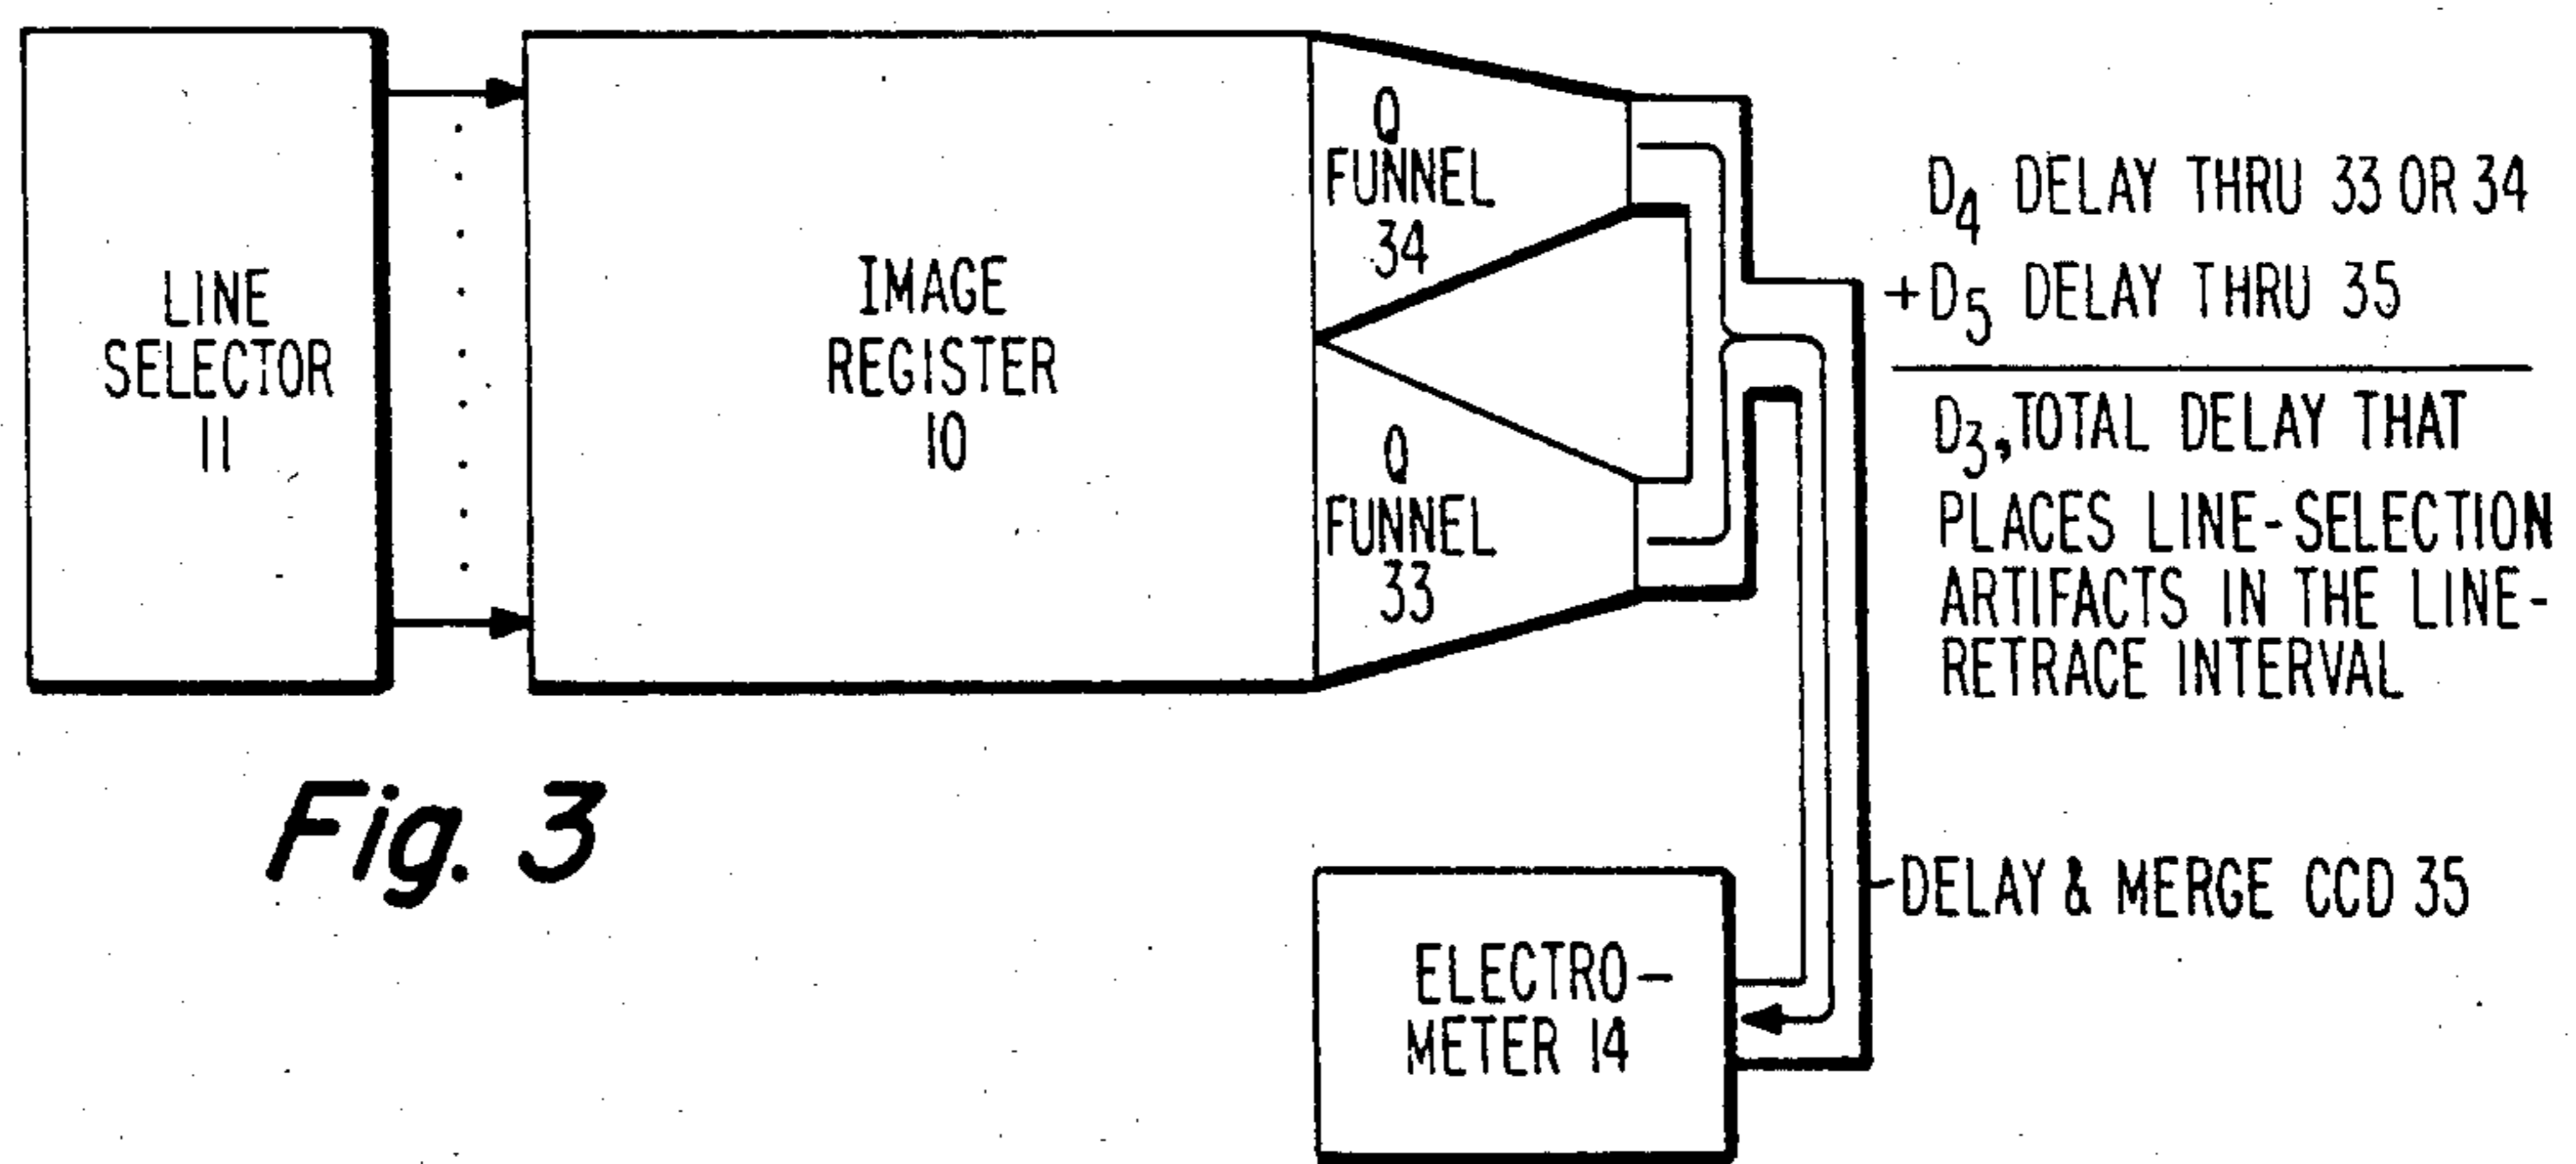 LINE
SELECTOR
11
IMAGE
REGISTER
10
Q
FUNNEL
34
Q
FUNNEL
33
D4 DELAY THRU 33 OR 34
+D5 DELAY THRU 35
D3, TOTAL DELAY THAT
PLACES LINE-SELECTION
ARTIFACTS IN THE LINE-
RETRACE INTERVAL
DELAY & MERGE CCD 35
ELECTRO-
METER 14
Fig. 3